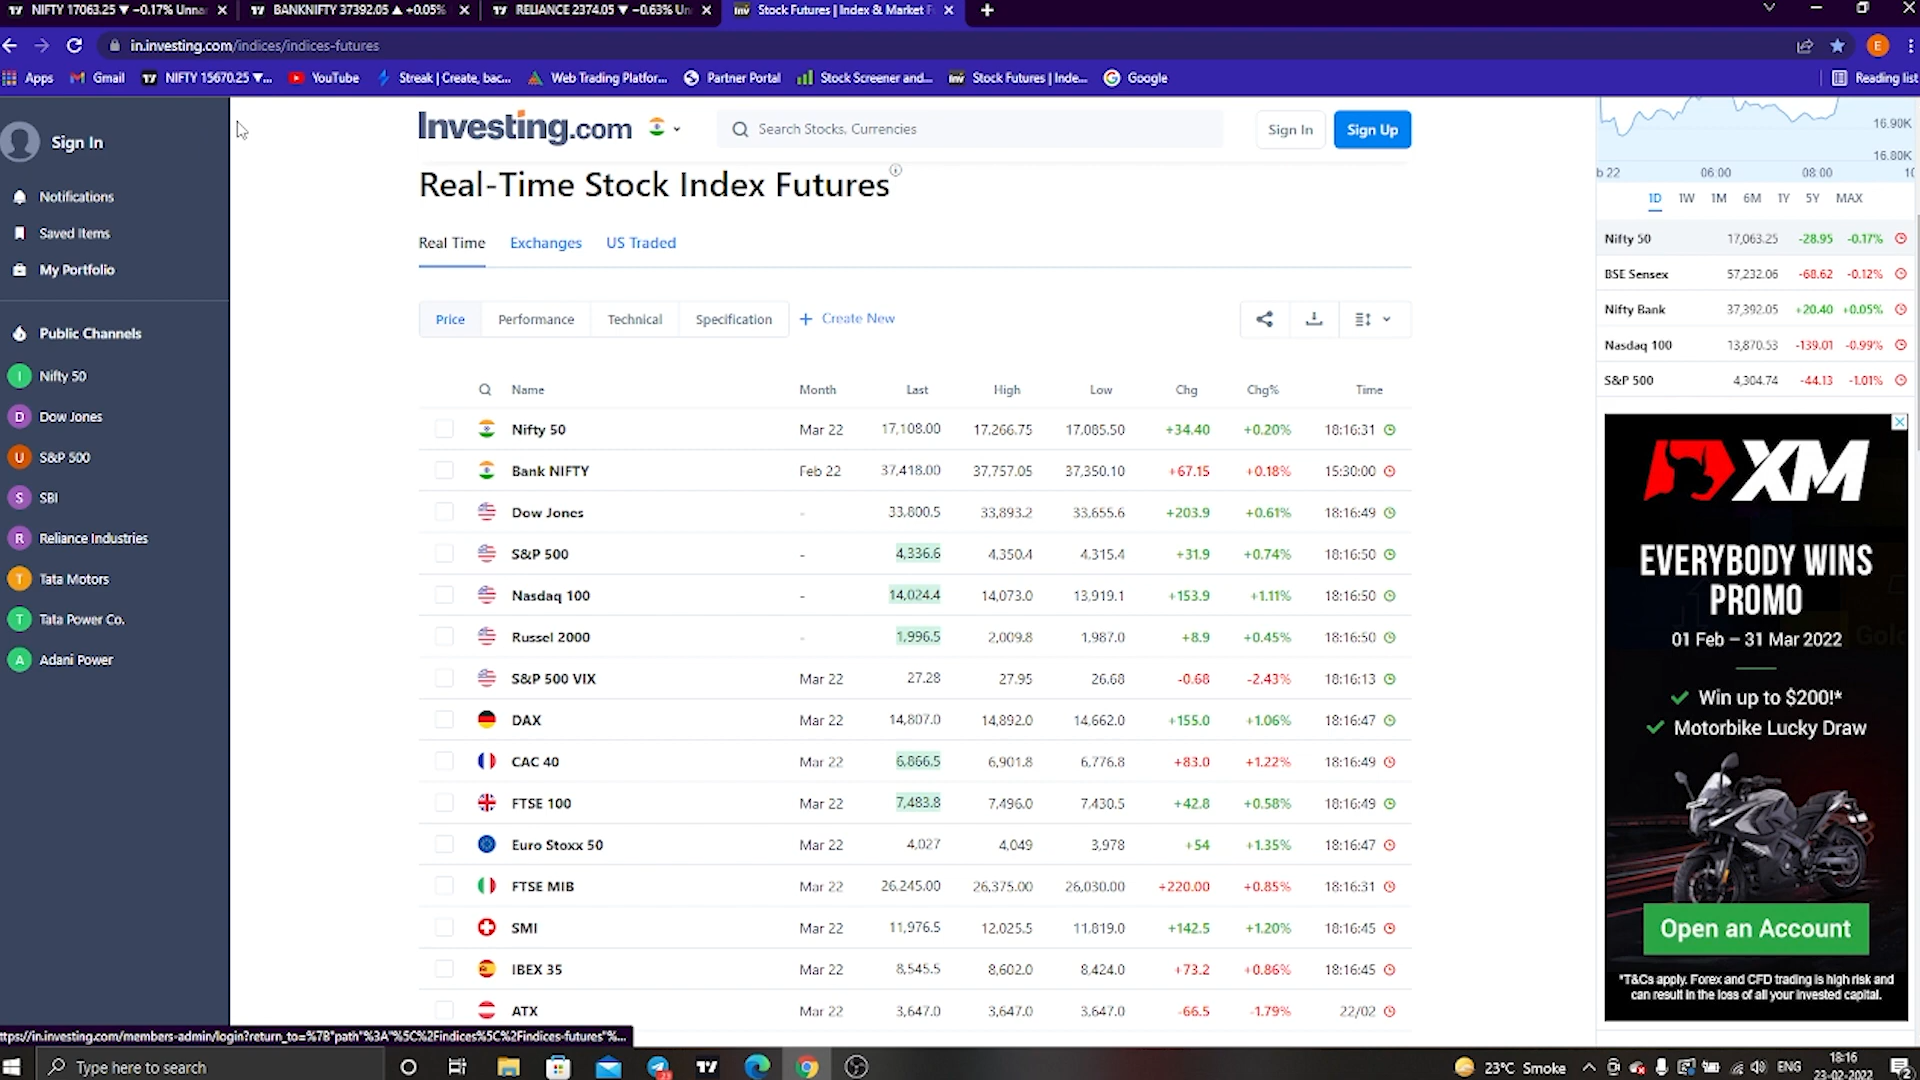 NIFTY 17063.25 ▼ −0.17% Unna
BANKNIFTY 37392.05 ▲ +0.05%
RELIANCE 2374.05 ▼ −0.63% Un
Stock Futures | Index & Market F
in.investing.com/indices/indices-futures
E
Apps
Gmail
NIFTY 15670.25 ▼...
YouTube
Streak | Create, bac...
Web Trading Platfor...
Partner Portal
Stock Screener and...
Stock Futures | Inde...
Google
Reading list
Sign In
Notifications
Saved Items
My Portfolio
Public Channels
I Nifty 50
D Dow Jones
U S&P 500
S SBI
R Reliance Industries
T Tata Motors
T Tata Power Co.
A Adani Power
Investing.com
Search Stocks, Currencies
Sign In
Sign Up
Real-Time Stock Index Futures
Real Time Exchanges US Traded
Price Performance Technical Specification + Create New
Name Month Last High Low Chg Chg% Time
Nifty 50 Mar 22 17,108.00 17,266.75 17,085.50 +34.40 +0.20% 18:16:31
Bank NIFTY Feb 22 37,418.00 37,757.05 37,350.10 +67.15 +0.18% 15:30:00
Dow Jones - 33,800.5 33,893.2 33,655.6 +203.9 +0.61% 18:16:49
S&P 500 - 4,336.6 4,350.4 4,315.4 +31.9 +0.74% 18:16:50
Nasdaq 100 - 14,024.4 14,073.0 13,919.1 +153.9 +1.11% 18:16:50
Russel 2000 - 1,996.5 2,009.8 1,987.0 +8.9 +0.45% 18:16:50
S&P 500 VIX Mar 22 27.28 27.95 26.68 -0.68 -2.43% 18:16:13
DAX Mar 22 14,807.0 14,892.0 14,662.0 +155.0 +1.06% 18:16:47
CAC 40 Mar 22 6,866.5 6,901.8 6,776.8 +83.0 +1.22% 18:16:49
FTSE 100 Mar 22 7,483.8 7,496.0 7,430.5 +42.8 +0.58% 18:16:49
Euro Stoxx 50 Mar 22 4,027 4,049 3,978 +54 +1.35% 18:16:47
FTSE MIB Mar 22 26,245.00 26,375.00 26,030.00 +220.00 +0.85% 18:16:31
SMI Mar 22 11,976.5 12,025.5 11,819.0 +142.5 +1.20% 18:16:45
IBEX 35 Mar 22 8,545.5 8,602.0 8,424.0 +73.2 +0.86% 18:16:45
ATX Mar 22 3,647.0 3,647.0 3,647.0 -66.5 -1.79% 22/02
16.90K
16.80K
b 22 06:00 08:00 10
1D 1W 1M 6M 1Y 5Y MAX
Nifty 50 17,063.25 -28.95 -0.17%
BSE Sensex 57,232.06 -68.62 -0.12%
Nifty Bank 37,392.05 +20.40 +0.05%
Nasdaq 100 13,870.53 -139.01 -0.99%
S&P 500 4,304.74 -44.13 -1.01%
XM
EVERYBODY WINS
PROMO
01 Feb – 31 Mar 2022
Win up to $200!*
Motorbike Lucky Draw
Open an Account
*T&Cs apply. Forex and CFD trading is high risk and
can result in the loss of all your invested capital.
ttps://in.investing.com/members-admin/login?return_to=%7B"path"%3A"%5C%2Findices%5C%2Findices-futures"%...
Type here to search
23°C Smoke
ENG
18:16
23-02-2022